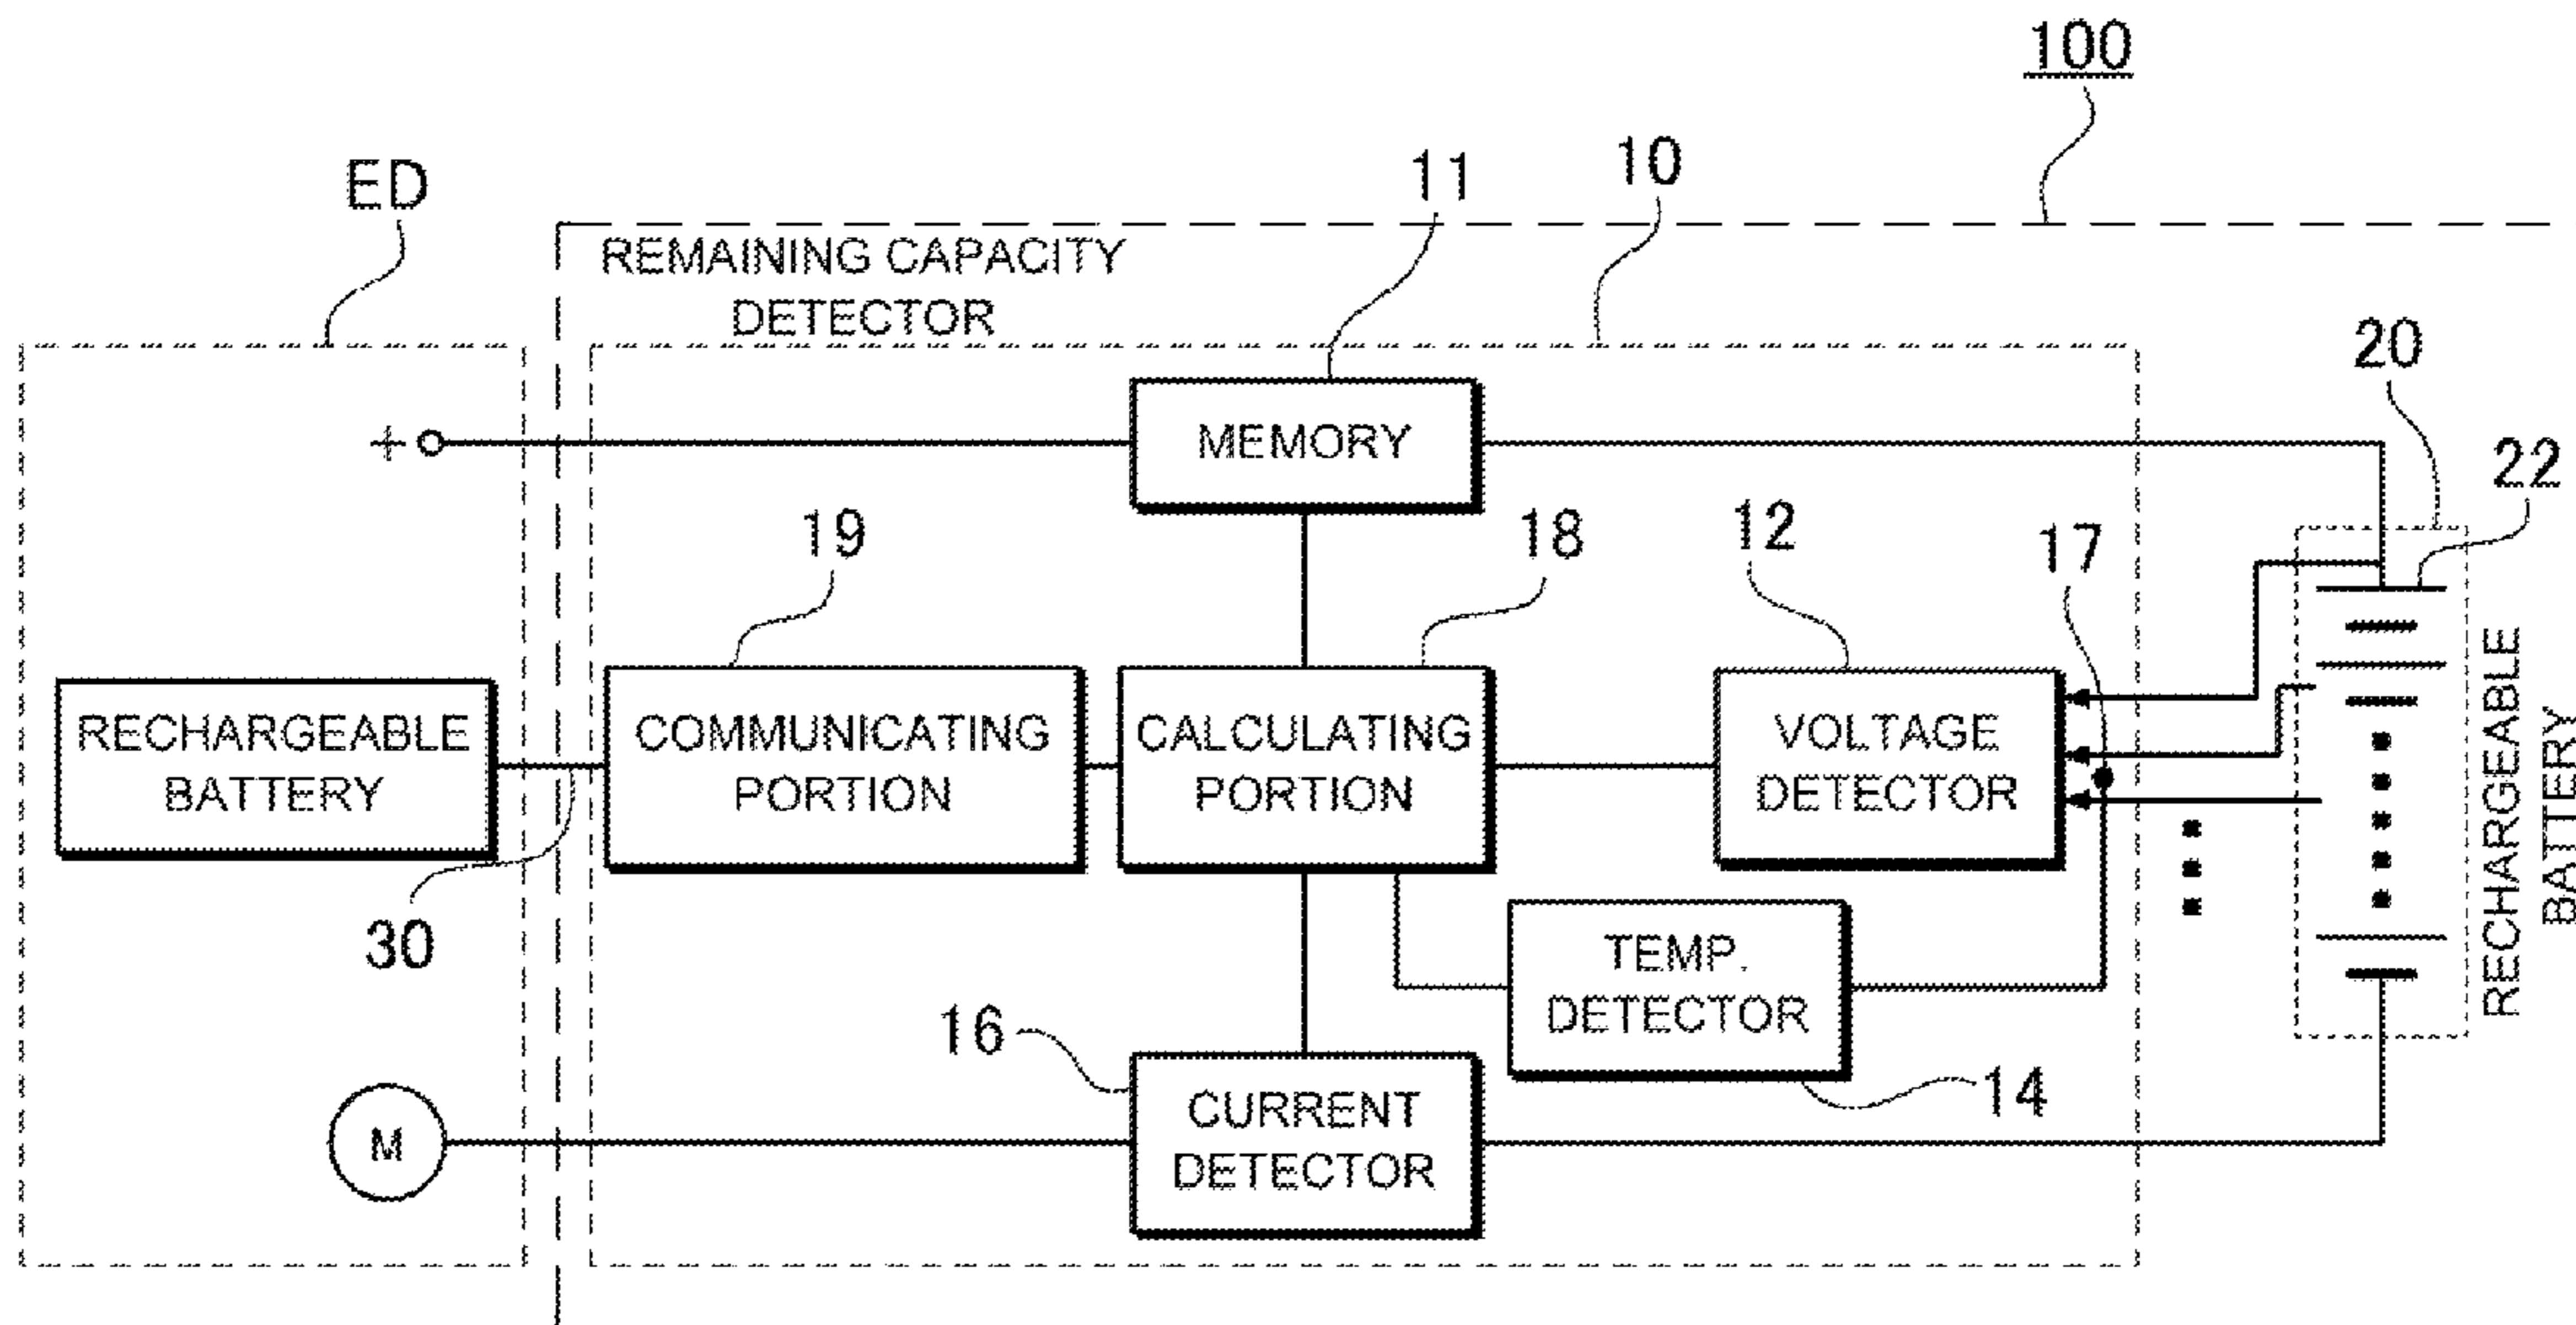 100
ED
11
10
REMAINING CAPACITY
DETECTOR
20
22
+
MEMORY
19
18
12
17
RECHARGEABLE
BATTERY
COMMUNICATING
PORTION
CALCULATING
PORTION
VOLTAGE
DETECTOR
RECHARGEABLE
BATTERY
30
TEMP.
DETECTOR
16
14
M
CURRENT
DETECTOR